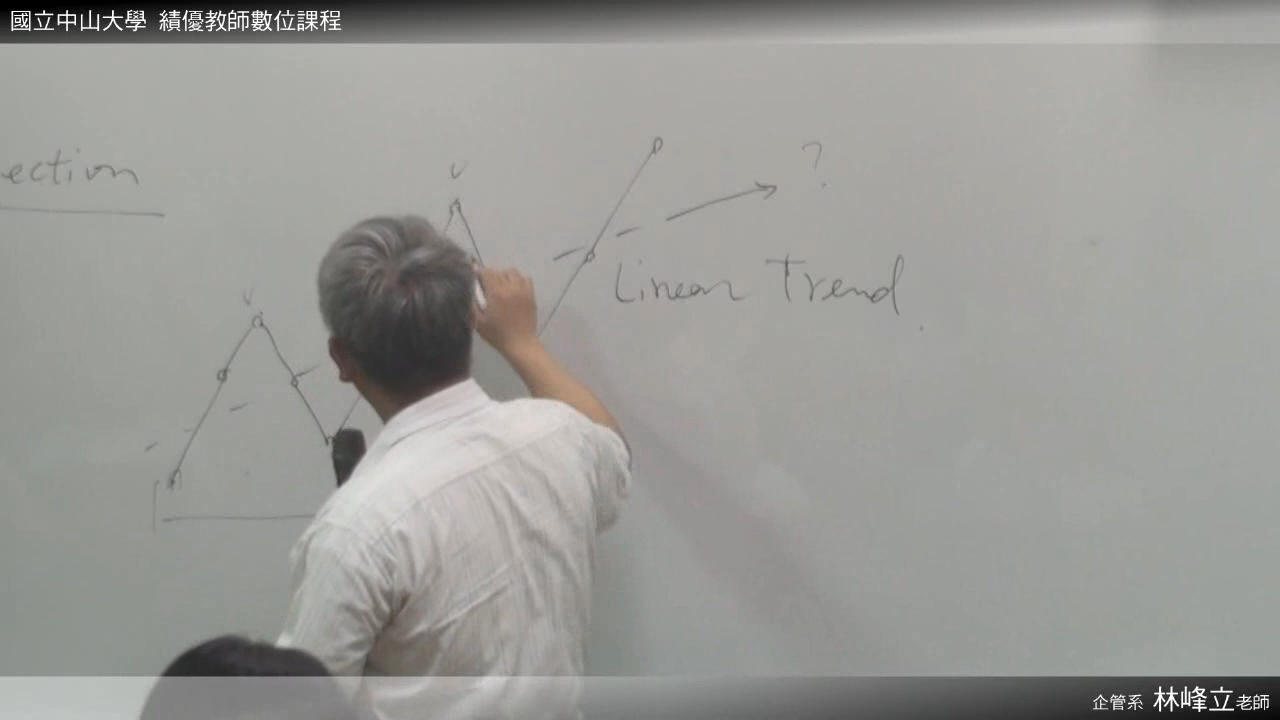 國立中山大學 績優教師數位課程
ection
v
?
Linear Trend
v
企管系 林峰立老師